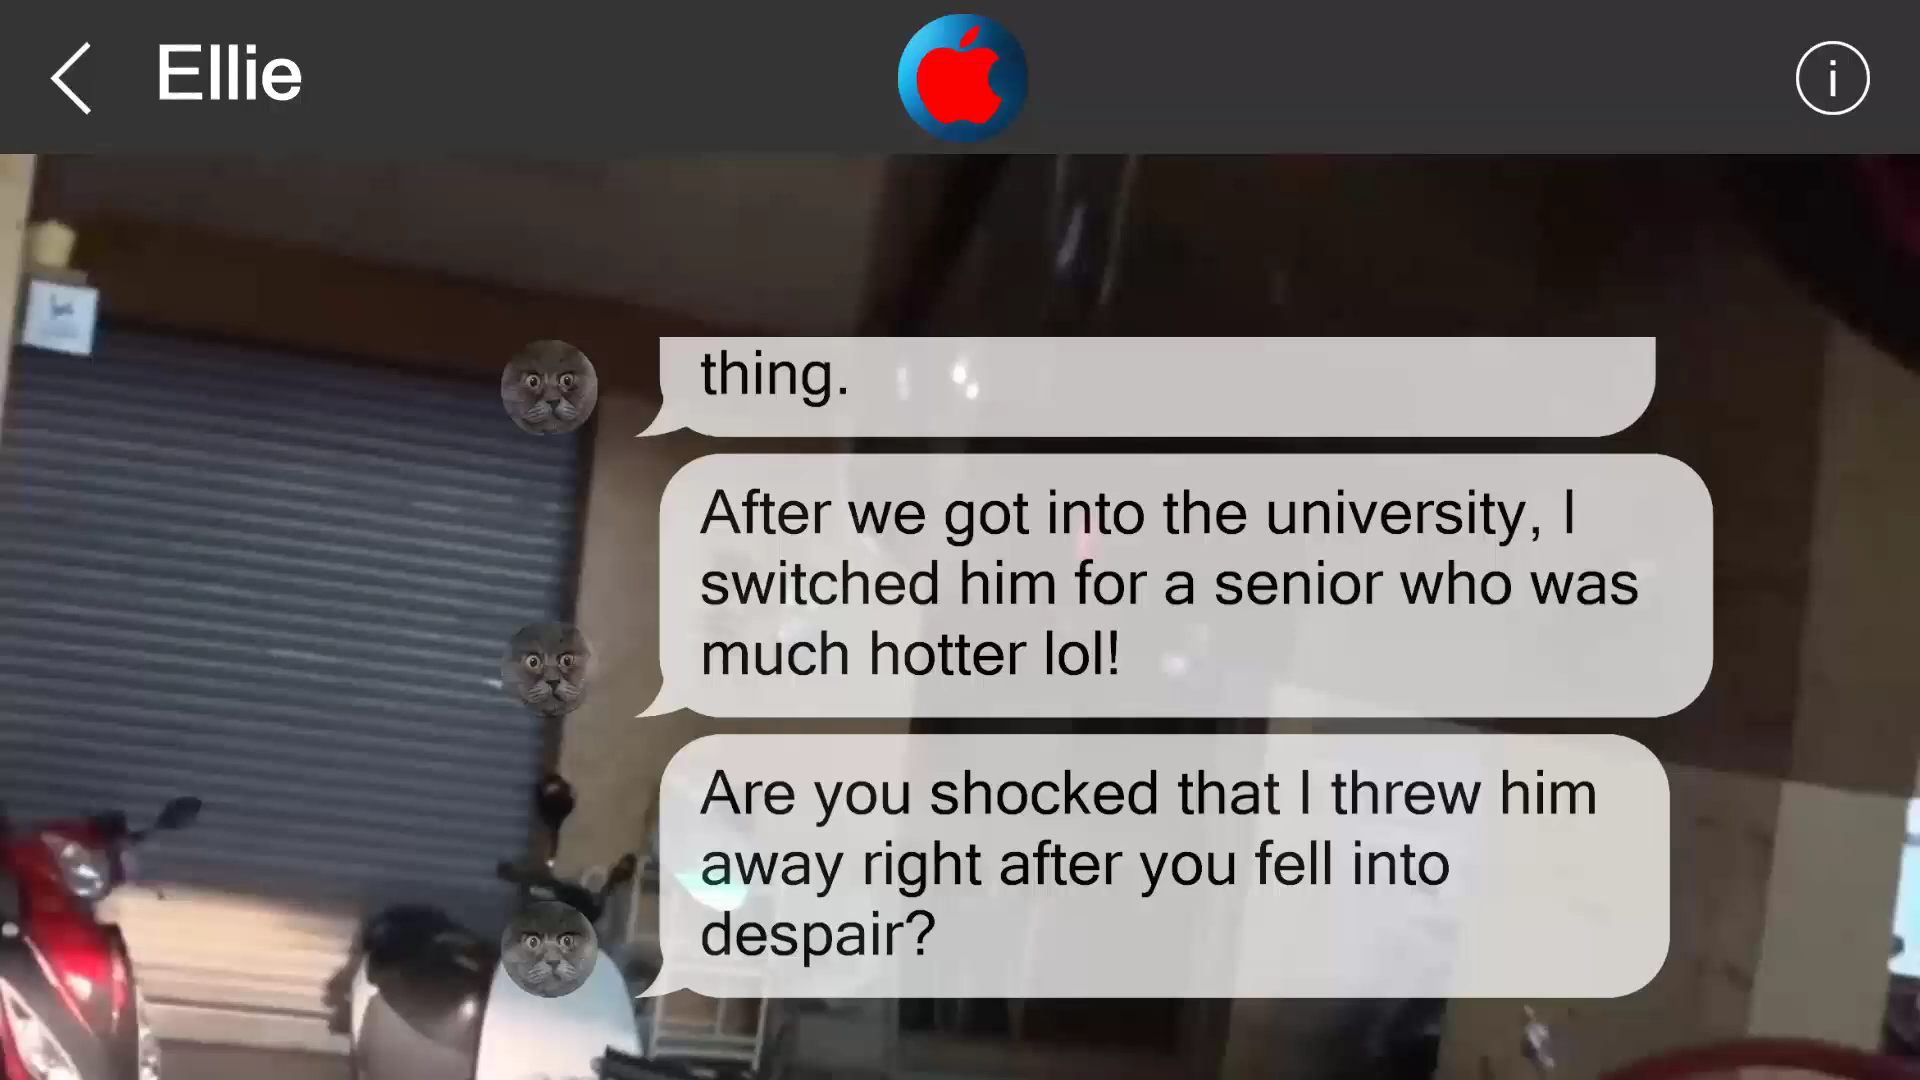 Ellie
thing.
After we got into the university, I
switched him for a senior who was
much hotter lol!
Are you shocked that I threw him
away right after you fell into
despair?